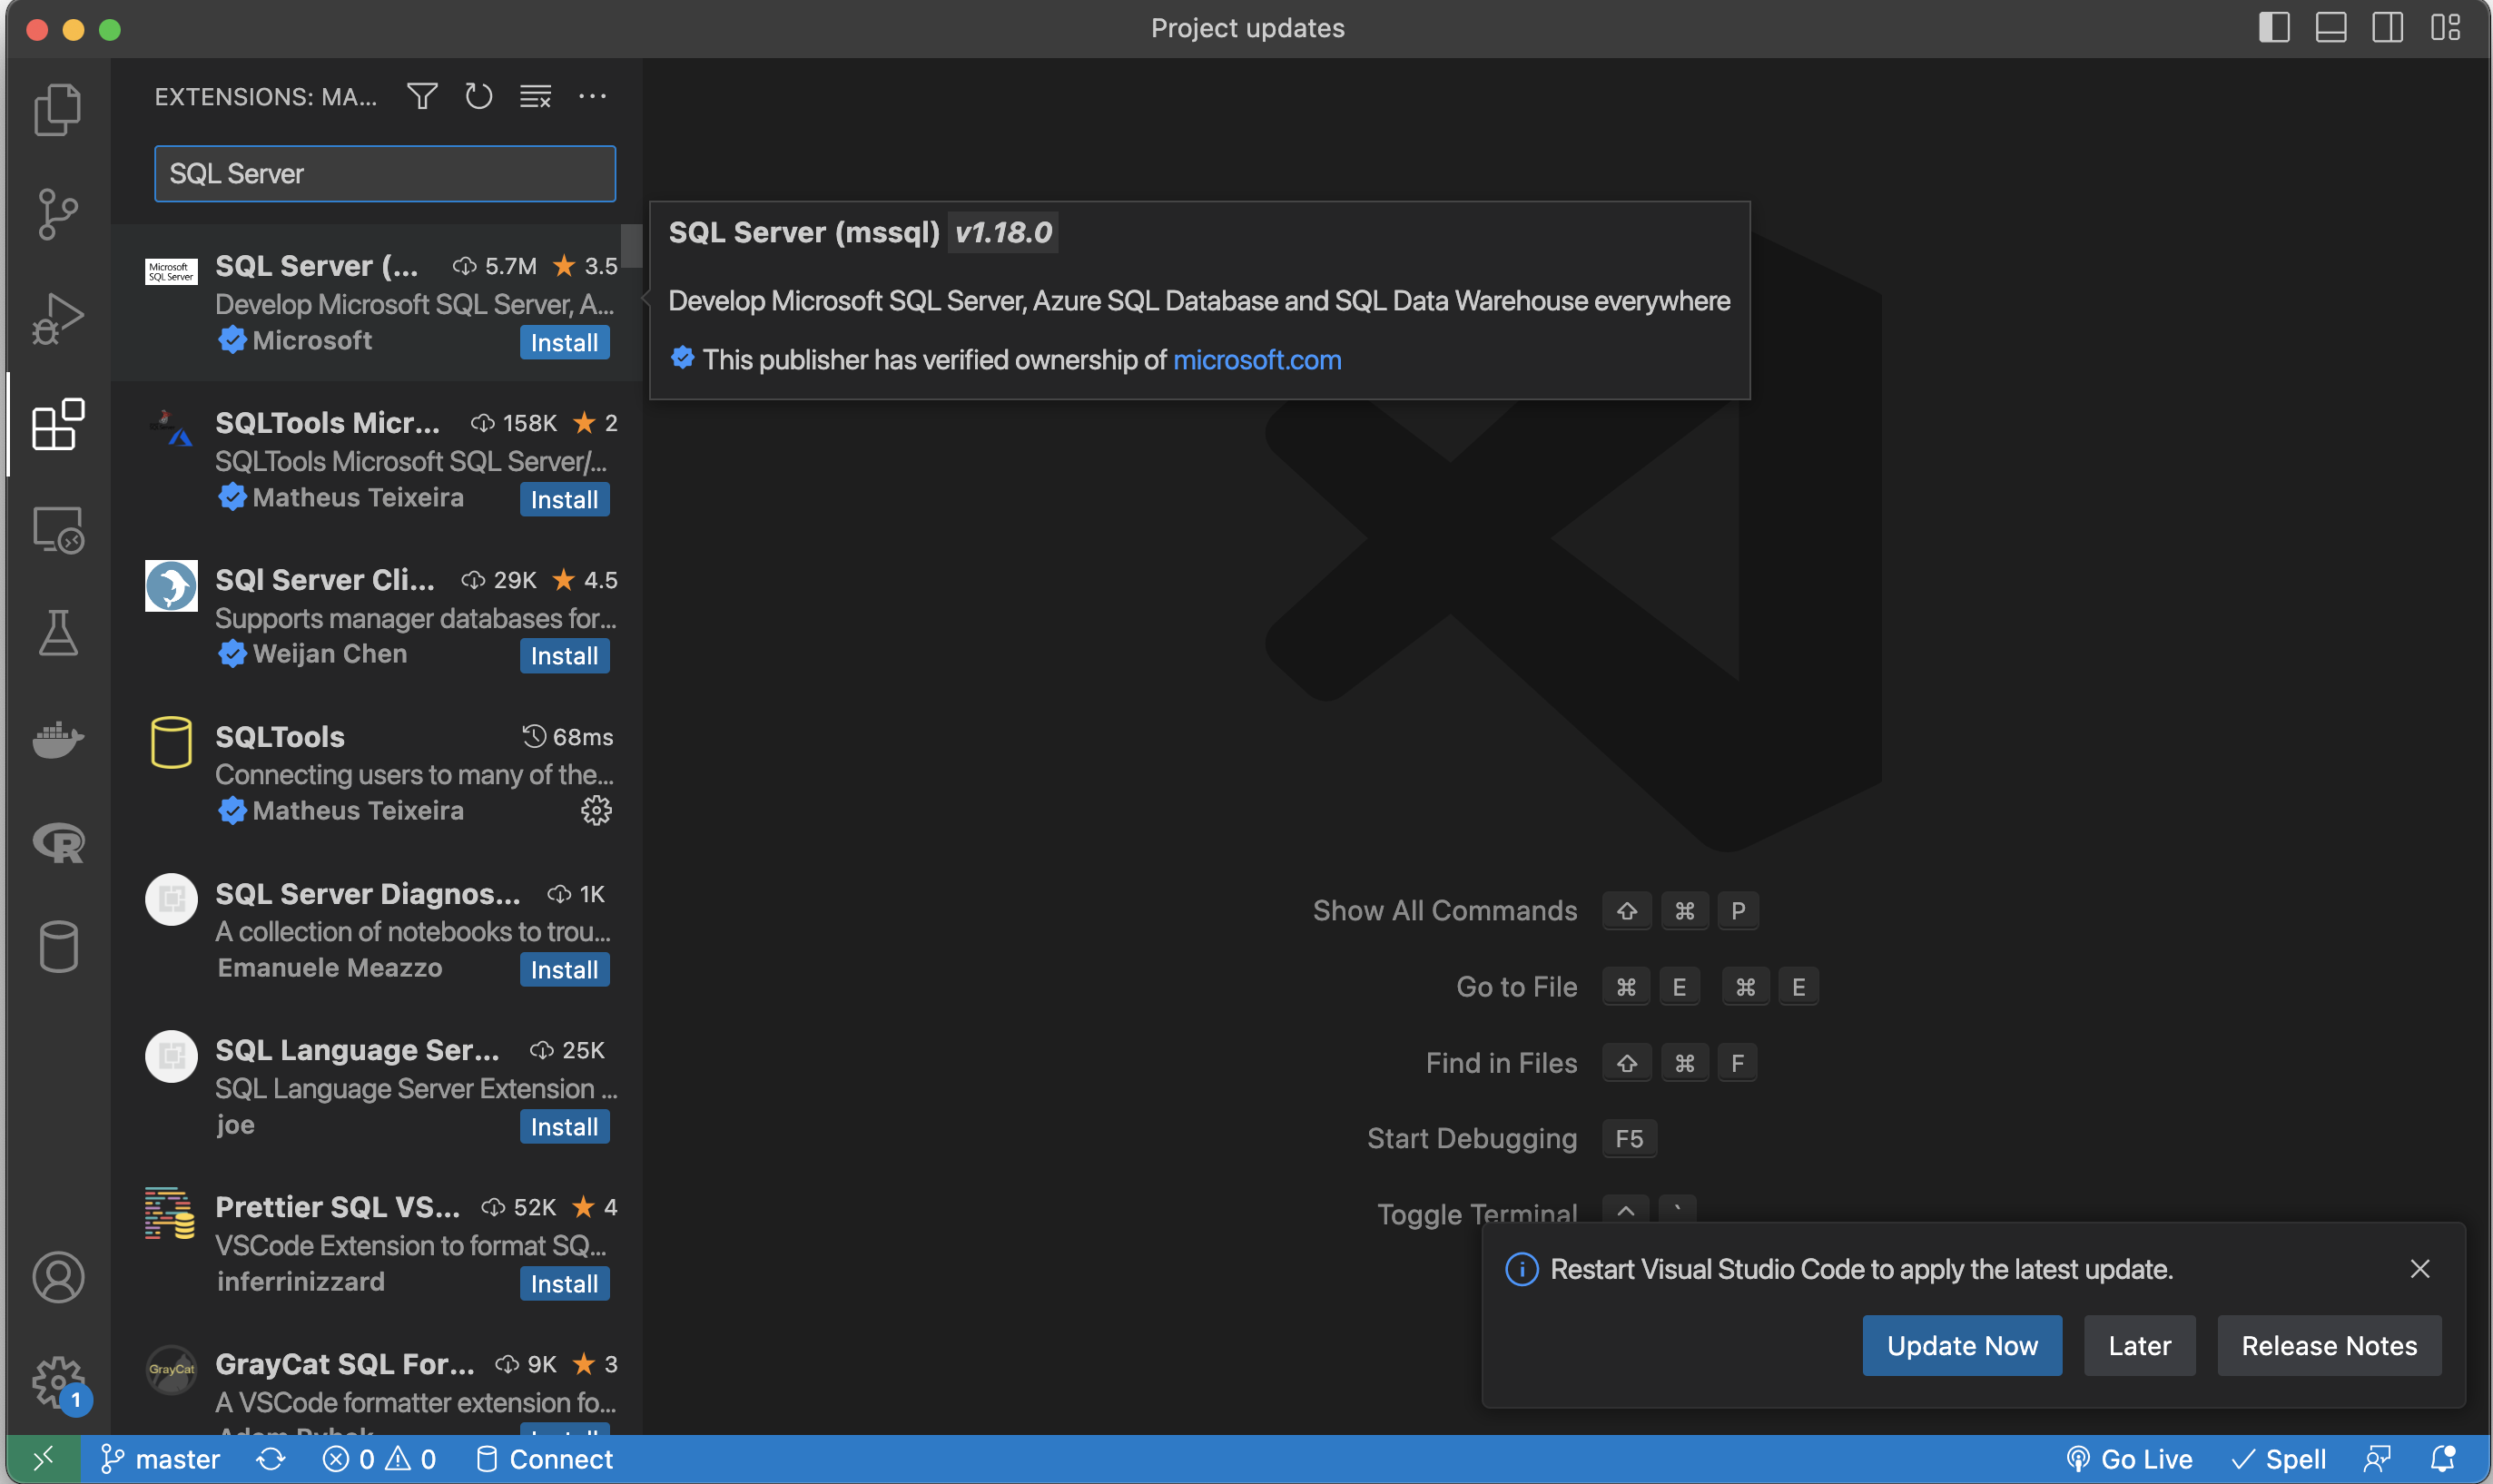 Project updates
EXTENSIONS: MA...
SQL Server
Microsoft
SQL Server
SQL Server (... 5.7M 3.5
Develop Microsoft SQL Server, A...
Microsoft Install
SQL Server (mssql) v1.18.0
Develop Microsoft SQL Server, Azure SQL Database and SQL Data Warehouse everywhere
This publisher has verified ownership of microsoft.com
SQLTools Micr... 158K 2
SQLTools Microsoft SQL Server/...
Matheus Teixeira Install
SQl Server Cli... 29K 4.5
Supports manager databases for...
Weijan Chen Install
SQLTools 68ms
Connecting users to many of the...
Matheus Teixeira
SQL Server Diagnos... 1K
A collection of notebooks to trou...
Emanuele Meazzo Install
SQL Language Ser... 25K
SQL Language Server Extension ...
joe Install
Prettier SQL VS... 52K 4
VSCode Extension to format SQ...
inferrinizzard Install
GrayCat
GrayCat SQL For... 9K 3
A VSCode formatter extension fo...
Show All Commands ⇧ ⌘ P
Go to File ⌘ E ⌘ E
Find in Files ⇧ ⌘ F
Start Debugging F5
Toggle Terminal ^ `
Restart Visual Studio Code to apply the latest update.
Update Now Later Release Notes
1
master 0 0 Connect Go Live Spell